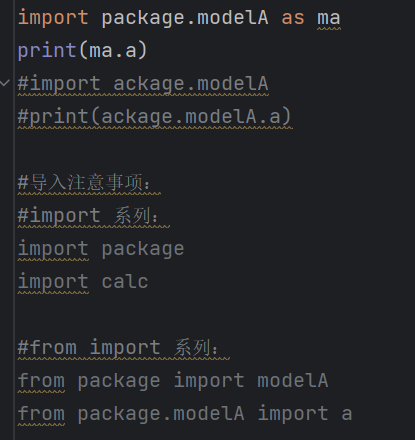 import package.modelA as ma
print(ma.a)
#import ackage.modelA
#print(ackage.modelA.a)
#导入注意事项：
#import 系列：
import package
import calc
#from import 系列：
from package import modelA
from package.modelA import a